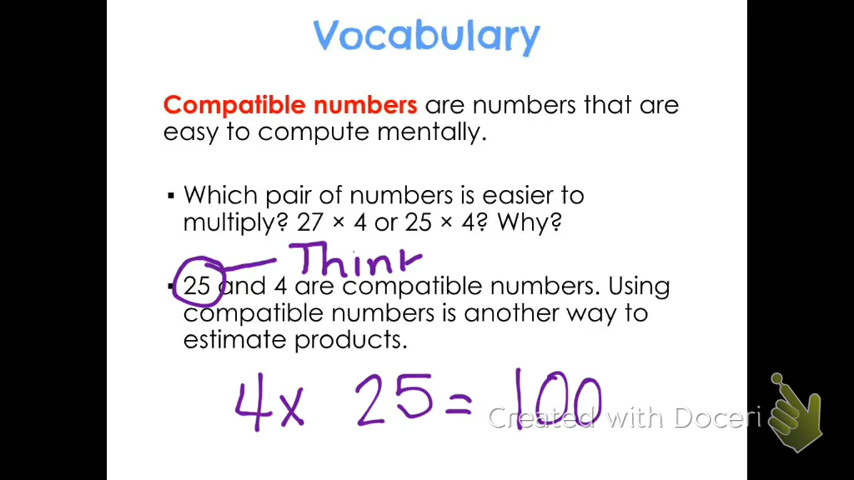 Vocabulary
Compatible numbers are numbers that are
easy to compute mentally.
▪ Which pair of numbers is easier to
multiply? 27 × 4 or 25 × 4? Why?
Think
▪ 25 and 4 are compatible numbers. Using
compatible numbers is another way to
estimate products.
4x 25 = 100
Created with Doceri